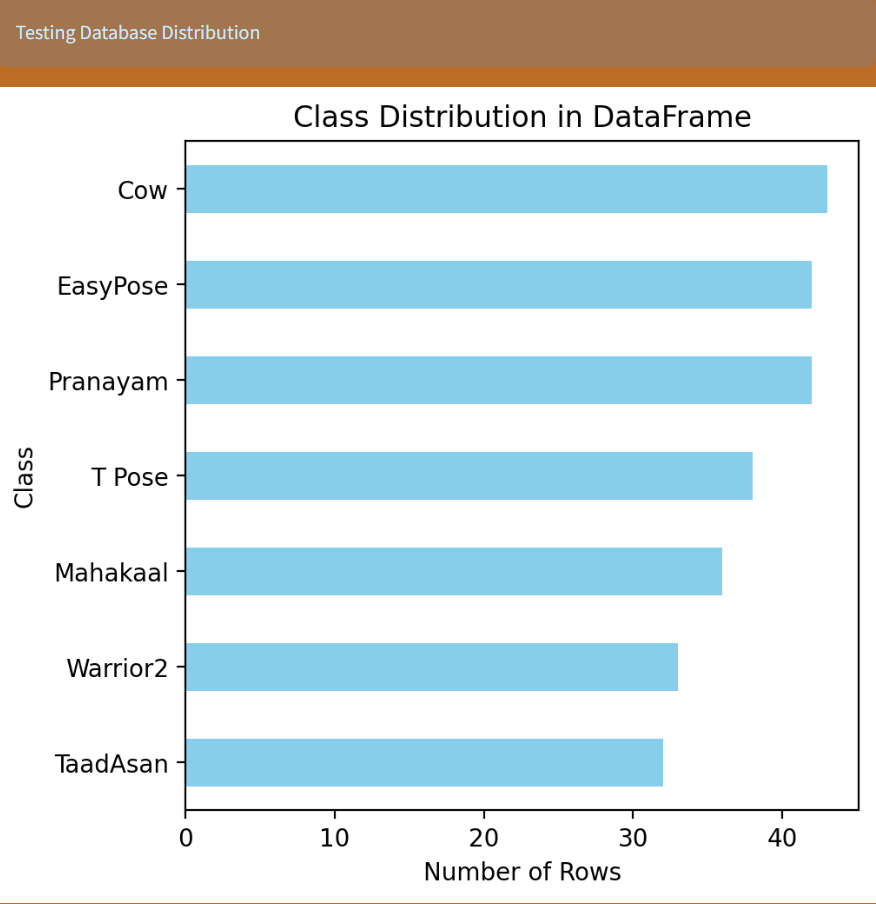 Testing Database Distribution
Class Distribution in DataFrame
Cow
EasyPose
Pranayam
T Pose
Mahakaal
Warrior2
TaadAsan
Class
0 10 20 30 40
Number of Rows